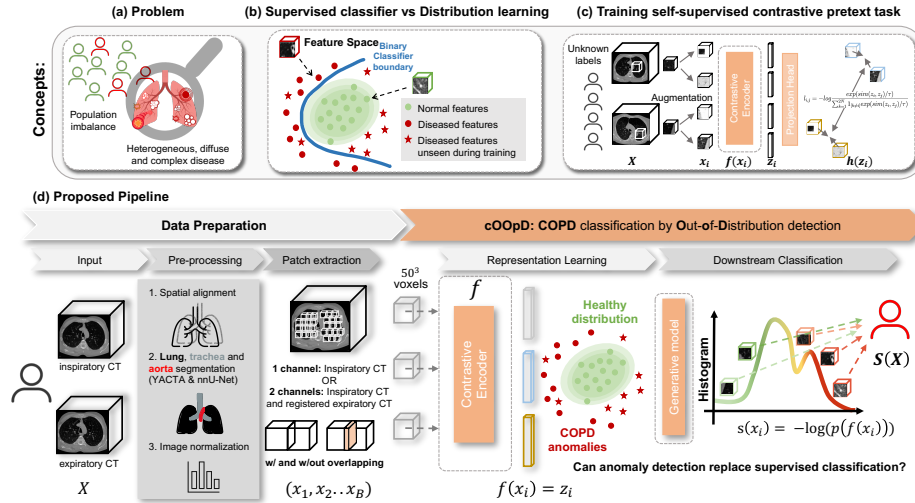 (a) Problem
(b) Supervised classifier vs Distribution learning
(c) Training self-supervised contrastive pretext task
Concepts:
Population
imbalance
Heterogeneous, diffuse
and complex disease
Feature Space
Binary
Classifier
boundary
Normal features
Diseased features
Diseased features
unseen during training
Unknown
labels
Augmentation
Contrastive
Encoder
Projection Head
X
x_i
f(x_i)
z_i
h(z_i)
(d) Proposed Pipeline
Data Preparation
cOOpD: COPD classification by Out-of-Distribution detection
Input
Pre-processing
Patch extraction
Representation Learning
Downstream Classification
inspiratory CT
expiratory CT
X
1. Spatial alignment
2. Lung, trachea and
aorta segmentation
(YACTA and nnU-Net)
3. Image normalization
1 channel: Inspiratory CT
OR
2 channels: Inspiratory CT
and registered expiratory CT
w/ and w/out overlapping
(x_1, x_2.. x_B)
50^3
voxels
f
Contrastive
Encoder
f(x_i) = z_i
Healthy
distribution
COPD
anomalies
Generative model
Histogram
S(X)
s(x_i) = −log(p(f(x_i)))
Can anomaly detection replace supervised classification?